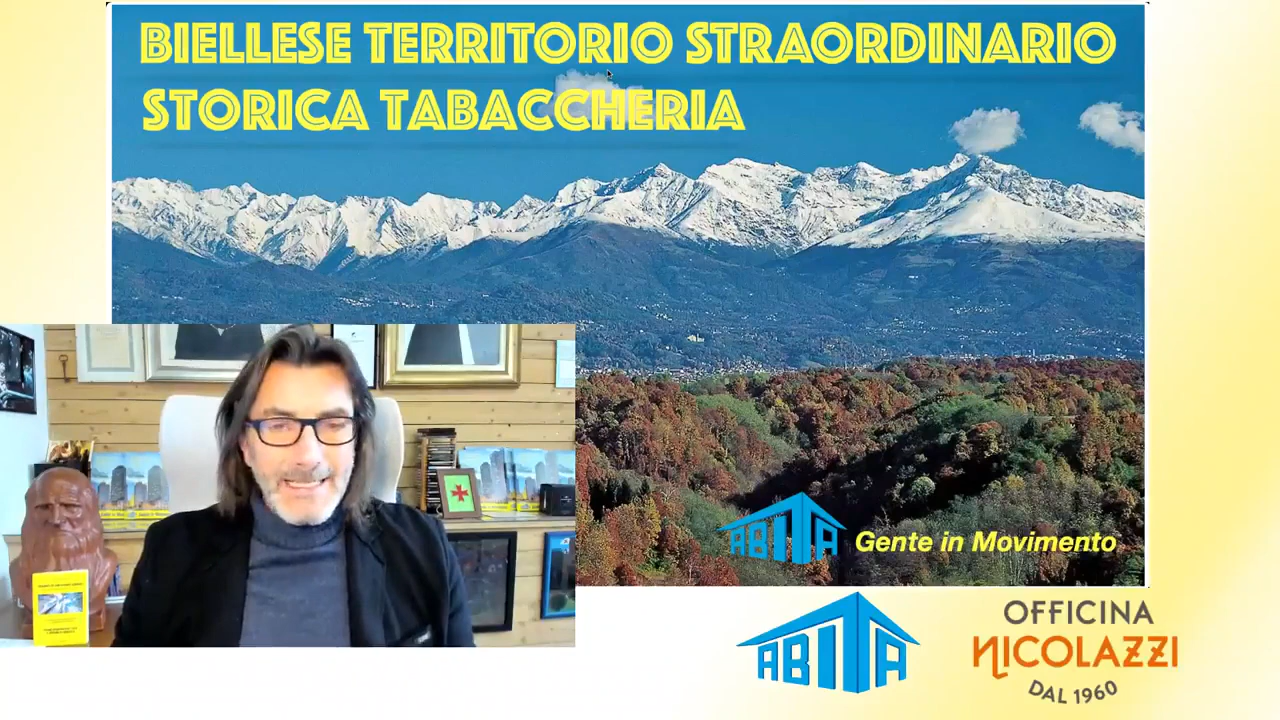 BIELLESE TERRITORIO STRAORDINARIO
STORICA TABACCHERIA
ABITA
Gente in Movimento
ABITA
OFFICINA
NICOLAZZI
DAL 1960